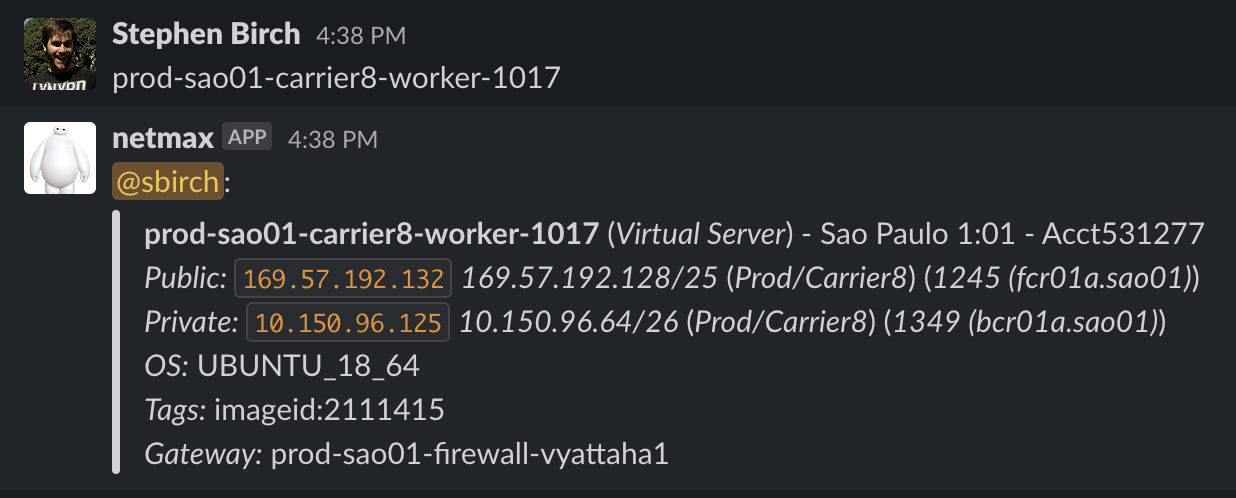 Stephen Birch 4:38 PM
prod-sao01-carrier8-worker-1017
netmax APP 4:38 PM
@sbirch:
prod-sao01-carrier8-worker-1017 (Virtual Server) - Sao Paulo 1:01 - Acct531277
Public: 169.57.192.132 169.57.192.128/25 (Prod/Carrier8) (1245 (fcr01a.sao01))
Private: 10.150.96.125 10.150.96.64/26 (Prod/Carrier8) (1349 (bcr01a.sao01))
OS: UBUNTU_18_64
Tags: imageid:2111415
Gateway: prod-sao01-firewall-vyattaha1